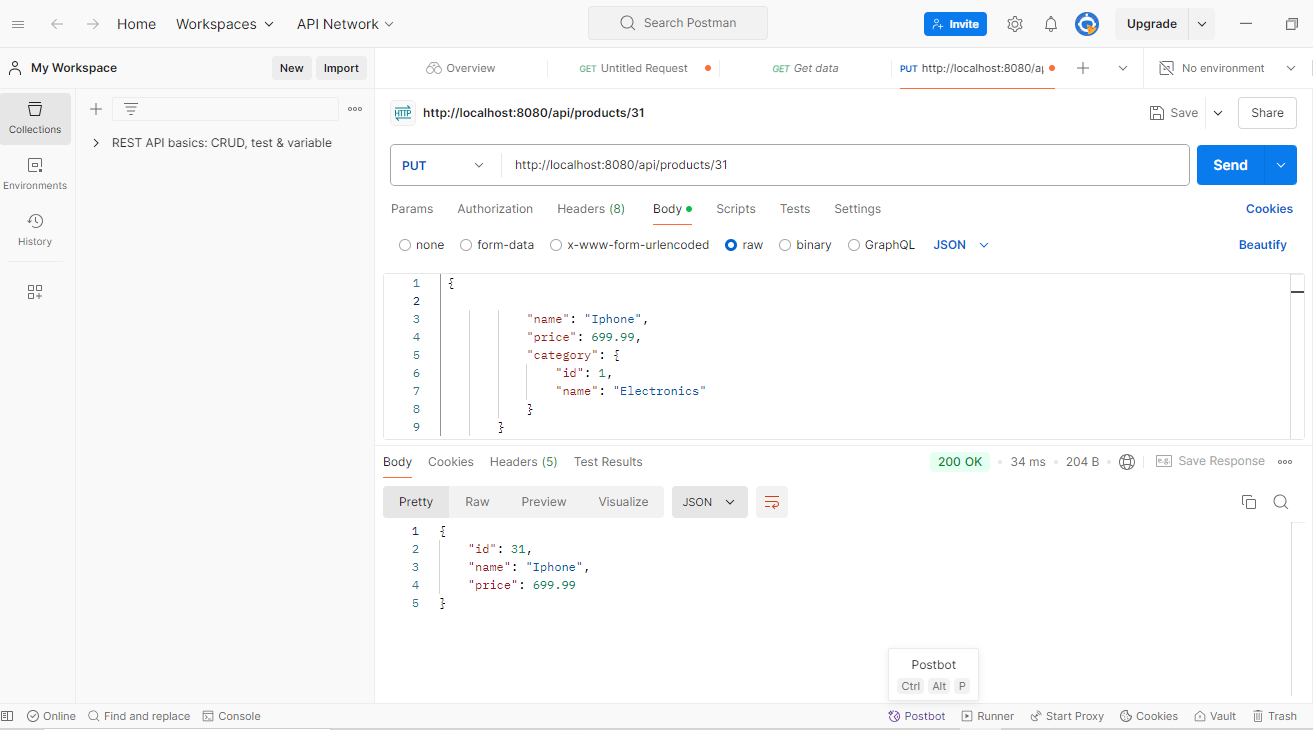 Home Workspaces API Network Search Postman Invite Upgrade
My Workspace New Import Overview GET Untitled Request GET Get data PUT http://localhost:8080/a No environment
Collections
Environments
History
REST API basics: CRUD, test & variable
HTTP http://localhost:8080/api/products/31 Save Share
PUT http://localhost:8080/api/products/31 Send
Params Authorization Headers (8) Body Scripts Tests Settings Cookies
none form-data x-www-form-urlencoded raw binary GraphQL JSON Beautify
1 {
2
3 "name": "Iphone",
4 "price": 699.99,
5 "category": {
6 "id": 1,
7 "name": "Electronics"
8 }
9 }
Body Cookies Headers (5) Test Results 200 OK 34 ms 204 B e.g. Save Response
Pretty Raw Preview Visualize JSON
1 {
2 "id": 31,
3 "name": "Iphone",
4 "price": 699.99
5 }
Postbot
Ctrl Alt P
Online Find and replace Console Postbot Runner Start Proxy Cookies Vault Trash